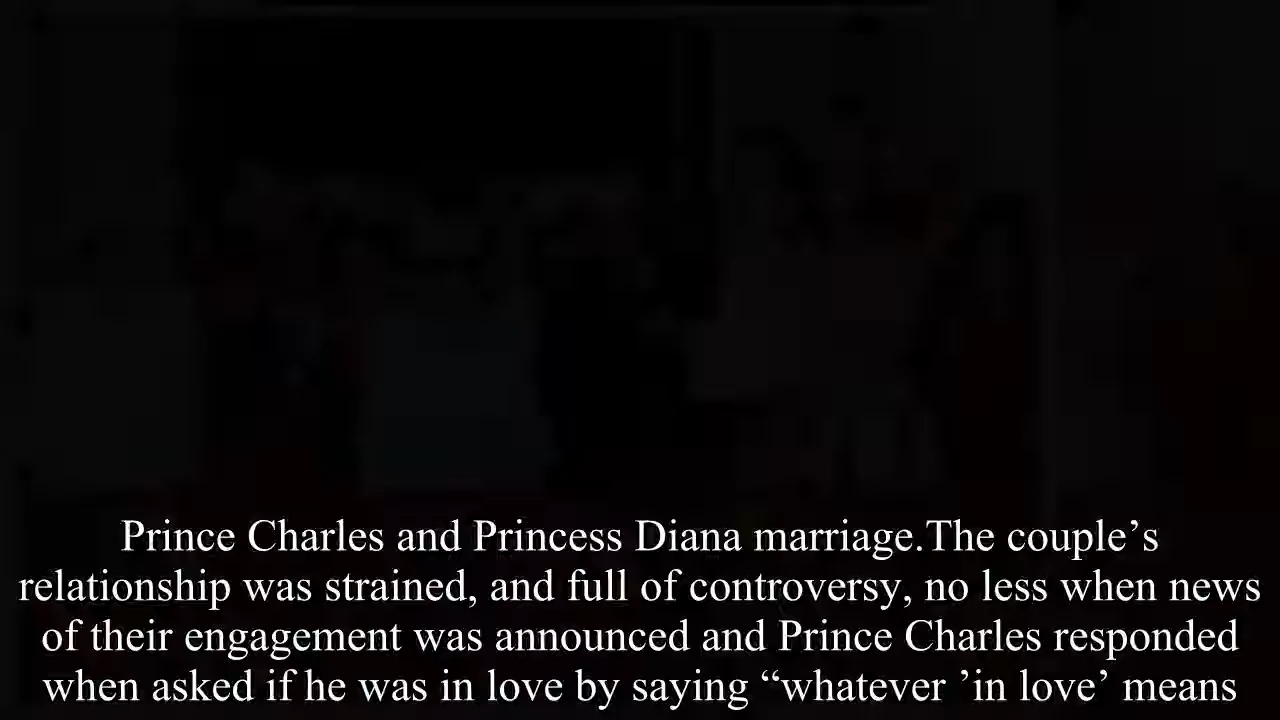 Prince Charles and Princess Diana marriage.The couple’s
relationship was strained, and full of controversy, no less when news
of their engagement was announced and Prince Charles responded
when asked if he was in love by saying “whatever ’in love’ means